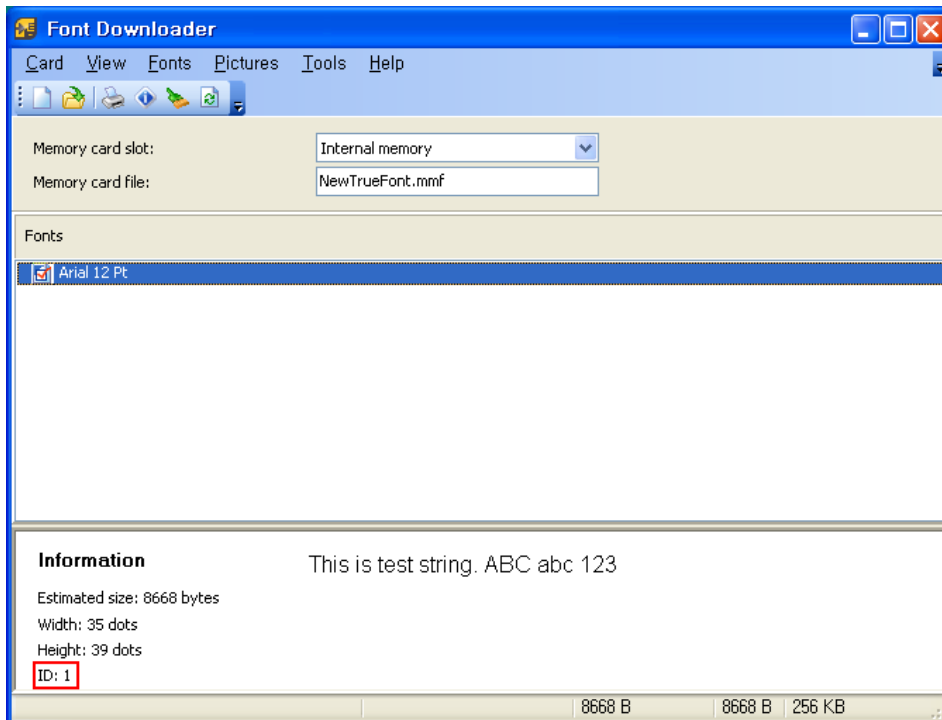 Font Downloader
Card View Fonts Pictures Tools Help
Memory card slot: Internal memory
Memory card file: NewTrueFont.mmf
Fonts
Arial 12 Pt
Information This is test string. ABC abc 123
Estimated size: 8668 bytes
Width: 35 dots
Height: 39 dots
ID: 1
8668 B 8668 B 256 KB